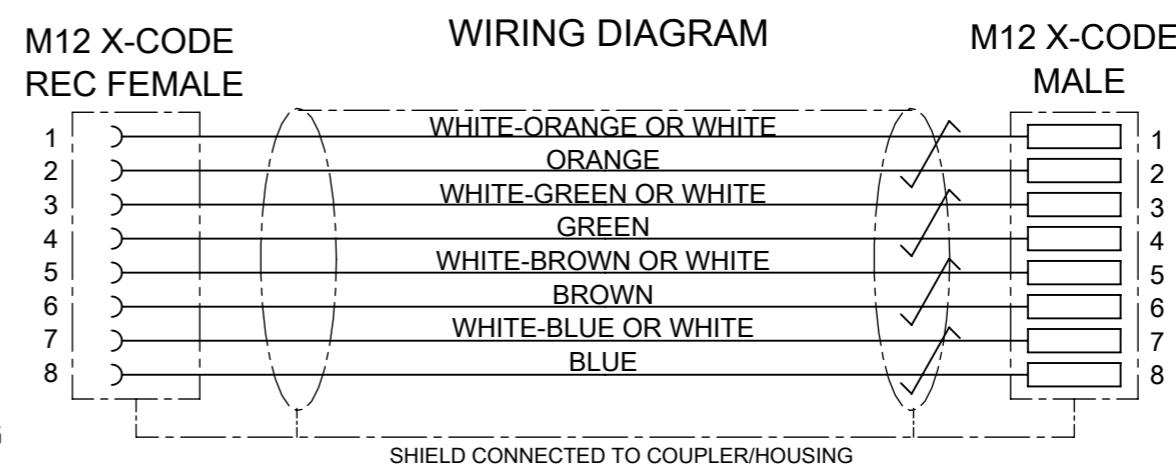 WIRING DIAGRAM
M12 X-CODE
REC FEMALE
M12 X-CODE
MALE
1 WHITE-ORANGE OR WHITE 1
2 ORANGE 2
3 WHITE-GREEN OR WHITE 3
4 GREEN 4
5 WHITE-BROWN OR WHITE 5
6 BROWN 6
7 WHITE-BLUE OR WHITE 7
8 BLUE 8
SHIELD CONNECTED TO COUPLER/HOUSING